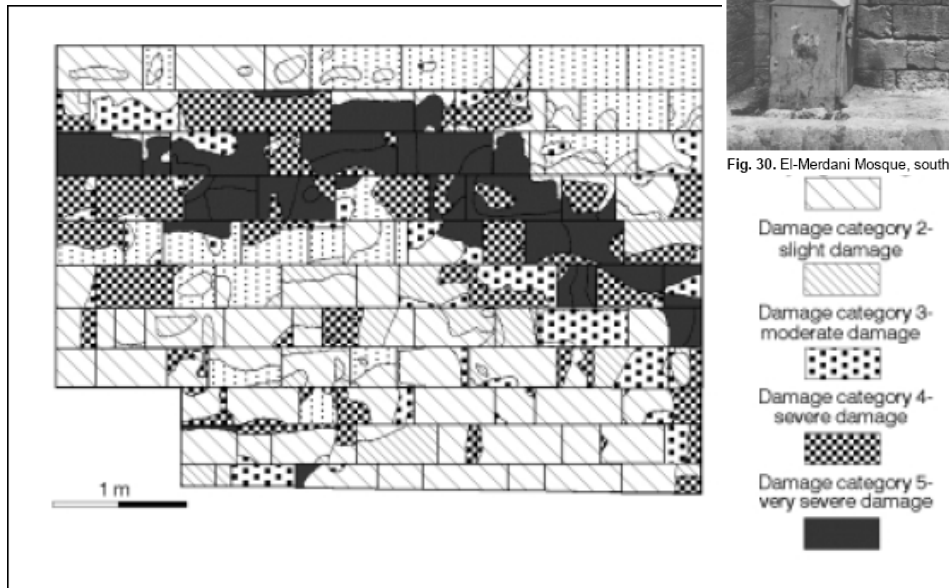 Fig. 30. El-Merdani Mosque, south
Damage category 2-
slight damage
Damage category 3-
moderate damage
Damage category 4-
severe damage
Damage category 5-
very severe damage
1 m